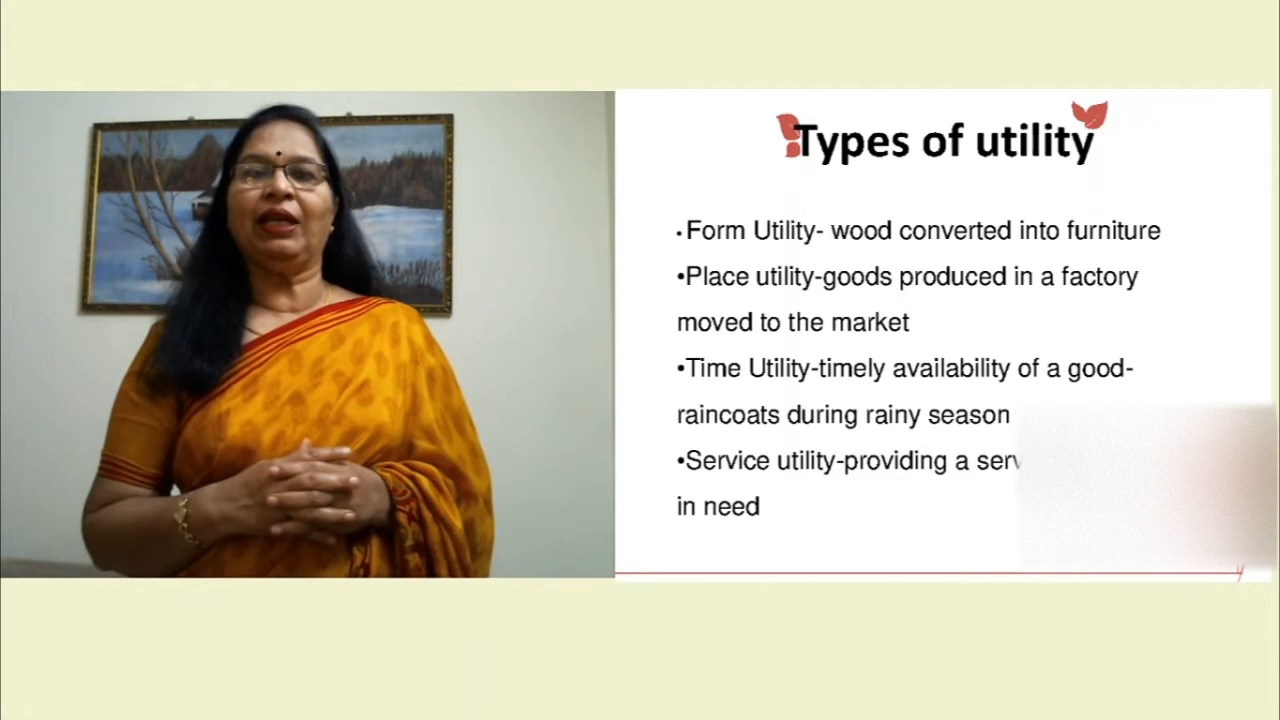 Types of utility
•Form Utility- wood converted into furniture
•Place utility-goods produced in a factory
moved to the market
•Time Utility-timely availability of a good-
raincoats during rainy season
•Service utility-providing a
in need